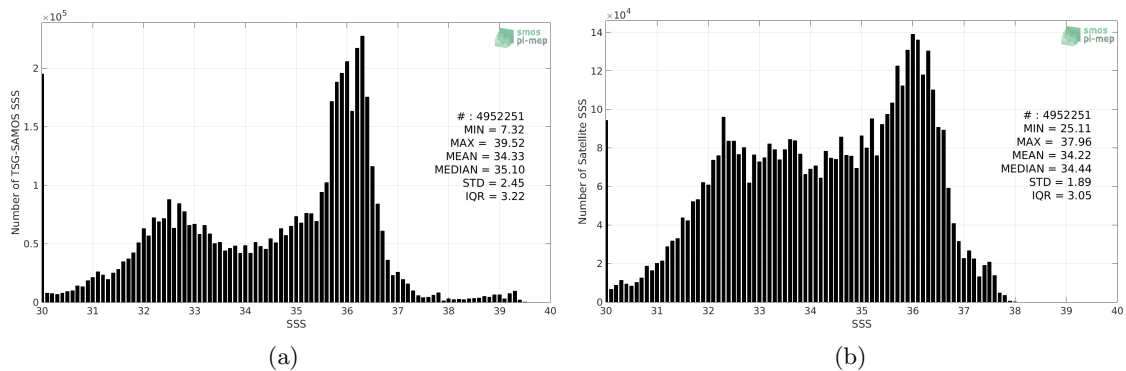 ×10⁵
smos
pi-mep
Number of TSG-SAMOS SSS
2
1.5
1
0.5
0
# : 4952251
MIN = 7.32
MAX = 39.52
MEAN = 34.33
MEDIAN = 35.10
STD = 2.45
IQR = 3.22
30 31 32 33 34 35 36 37 38 39 40
SSS
(a)
×10⁴
smos
pi-mep
Number of Satellite SSS
14
12
10
8
6
4
2
0
# : 4952251
MIN = 25.11
MAX = 37.96
MEAN = 34.22
MEDIAN = 34.44
STD = 1.89
IQR = 3.05
30 31 32 33 34 35 36 37 38 39 40
SSS
(b)